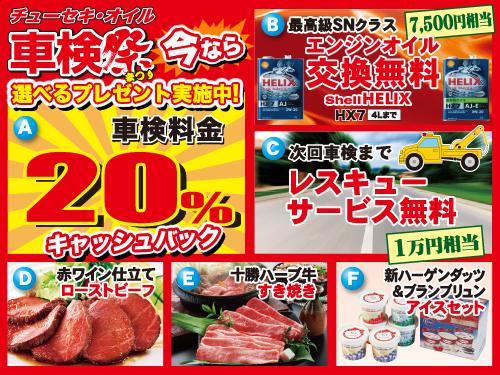 チューセキ・オイル
車検祭
まつり
今なら
選べるプレゼント実施中!
A
車検料金
20%
キャッシュバック
B
最高級SNクラス
7,500円相当
エンジンオイル
交換無料
Shell HELIX
HX7 4Lまで
HELIX
HX7 AJ-E
HELIX
C
次回車検まで
レスキュー
サービス無料
1万円相当
D
赤ワイン仕立て
ローストビーフ
E
十勝ハーブ牛
すき焼き
F
新ハーゲンダッツ
&ブランブリュン
アイスセット